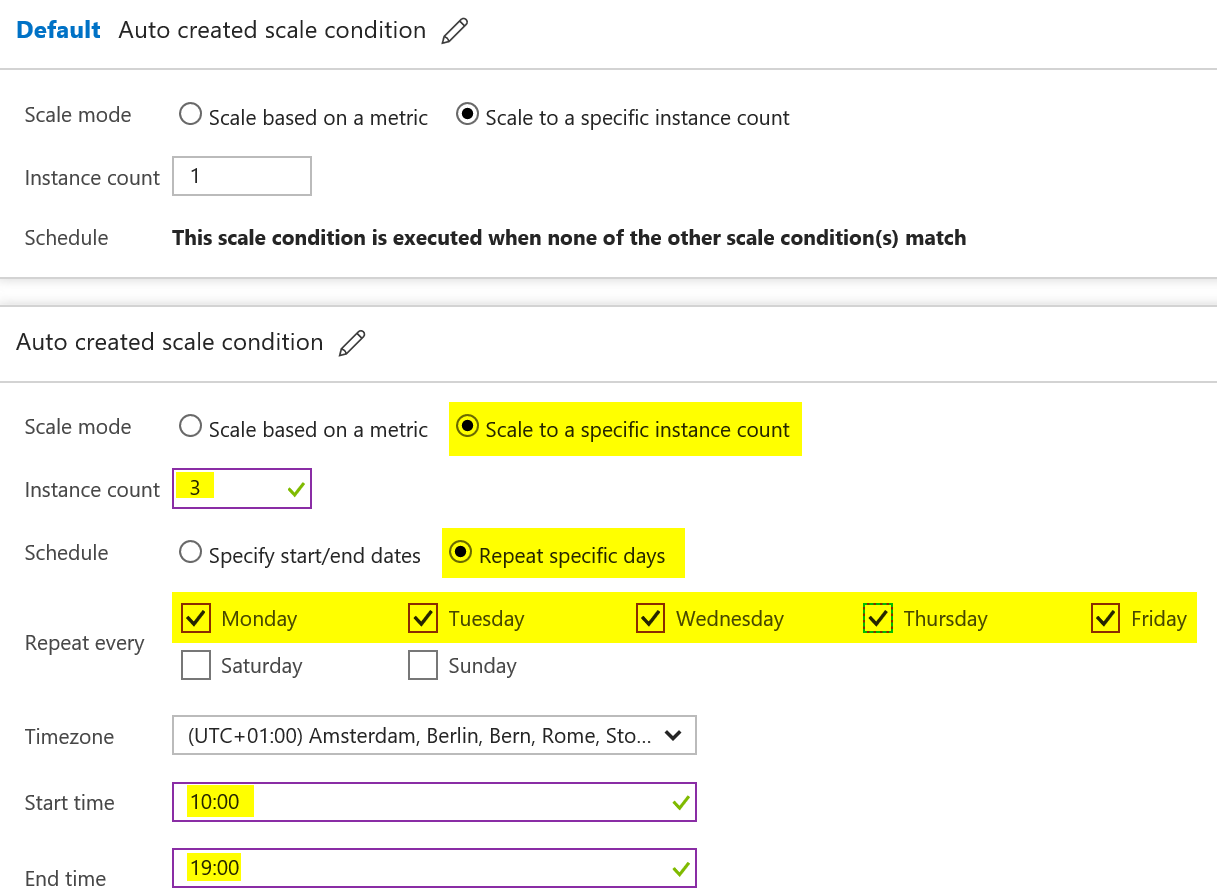 Default Auto created scale condition
Scale mode Scale based on a metric Scale to a specific instance count
Instance count 1
Schedule This scale condition is executed when none of the other scale condition(s) match
Auto created scale condition
Scale mode Scale based on a metric Scale to a specific instance count
Instance count 3
Schedule Specify start/end dates Repeat specific days
Repeat every Monday Tuesday Wednesday Thursday Friday
Saturday Sunday
Timezone (UTC+01:00) Amsterdam, Berlin, Bern, Rome, Sto...
Start time 10:00
End time 19:00